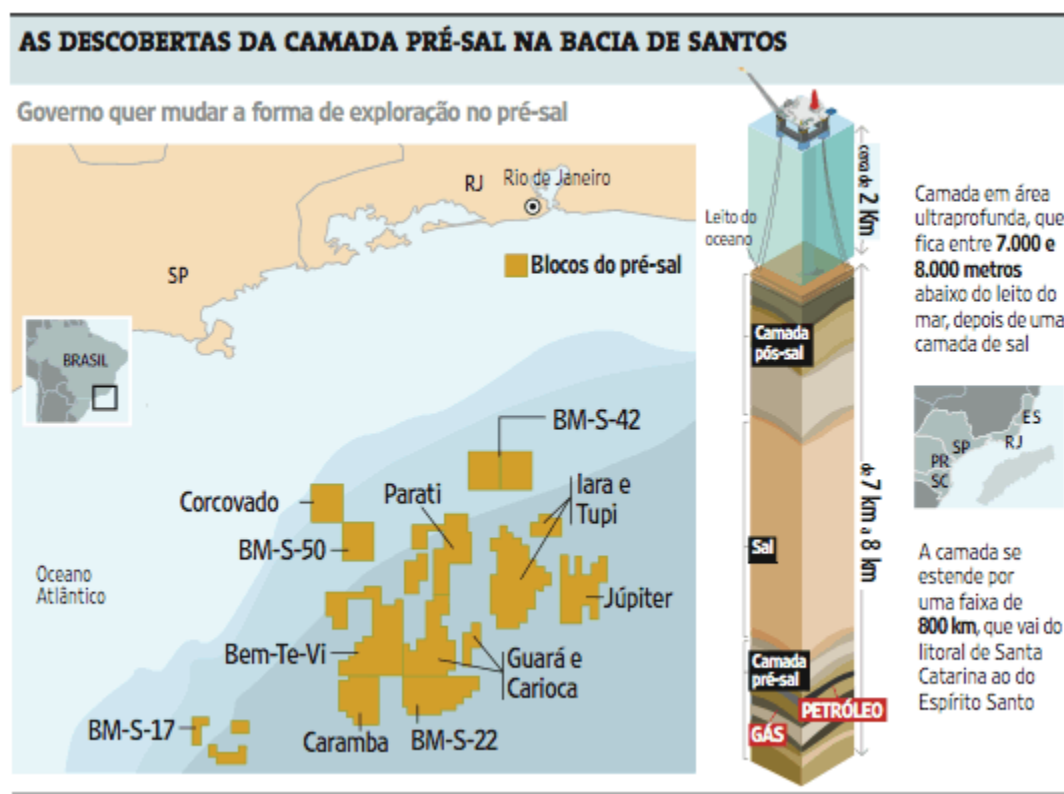 AS DESCOBERTAS DA CAMADA PRÉ-SAL NA BACIA DE SANTOS
Governo quer mudar a forma de exploração no pré-sal
RJ
Rio de Janeiro
SP
Blocos do pré-sal
BRASIL
BM-S-42
Corcovado
Parati
Iara e
Tupi
BM-S-50
Oceano
Atlântico
Júpiter
Bem-Te-Vi
Guará e
Carioca
BM-S-17
Caramba
BM-S-22
cerca de 2 Km
Leito do
oceano
Camada
pós-sal
de 7 km a 8 km
Sal
Camada
pré-sal
PETRÓLEO
GÁS
Camada em área
ultraprofunda, que
fica entre 7.000 e
8.000 metros
abaixo do leito do
mar, depois de uma
camada de sal
ES
RJ
SP
PR
SC
A camada se
estende por
uma faixa de
800 km, que vai do
litoral de Santa
Catarina ao do
Espírito Santo